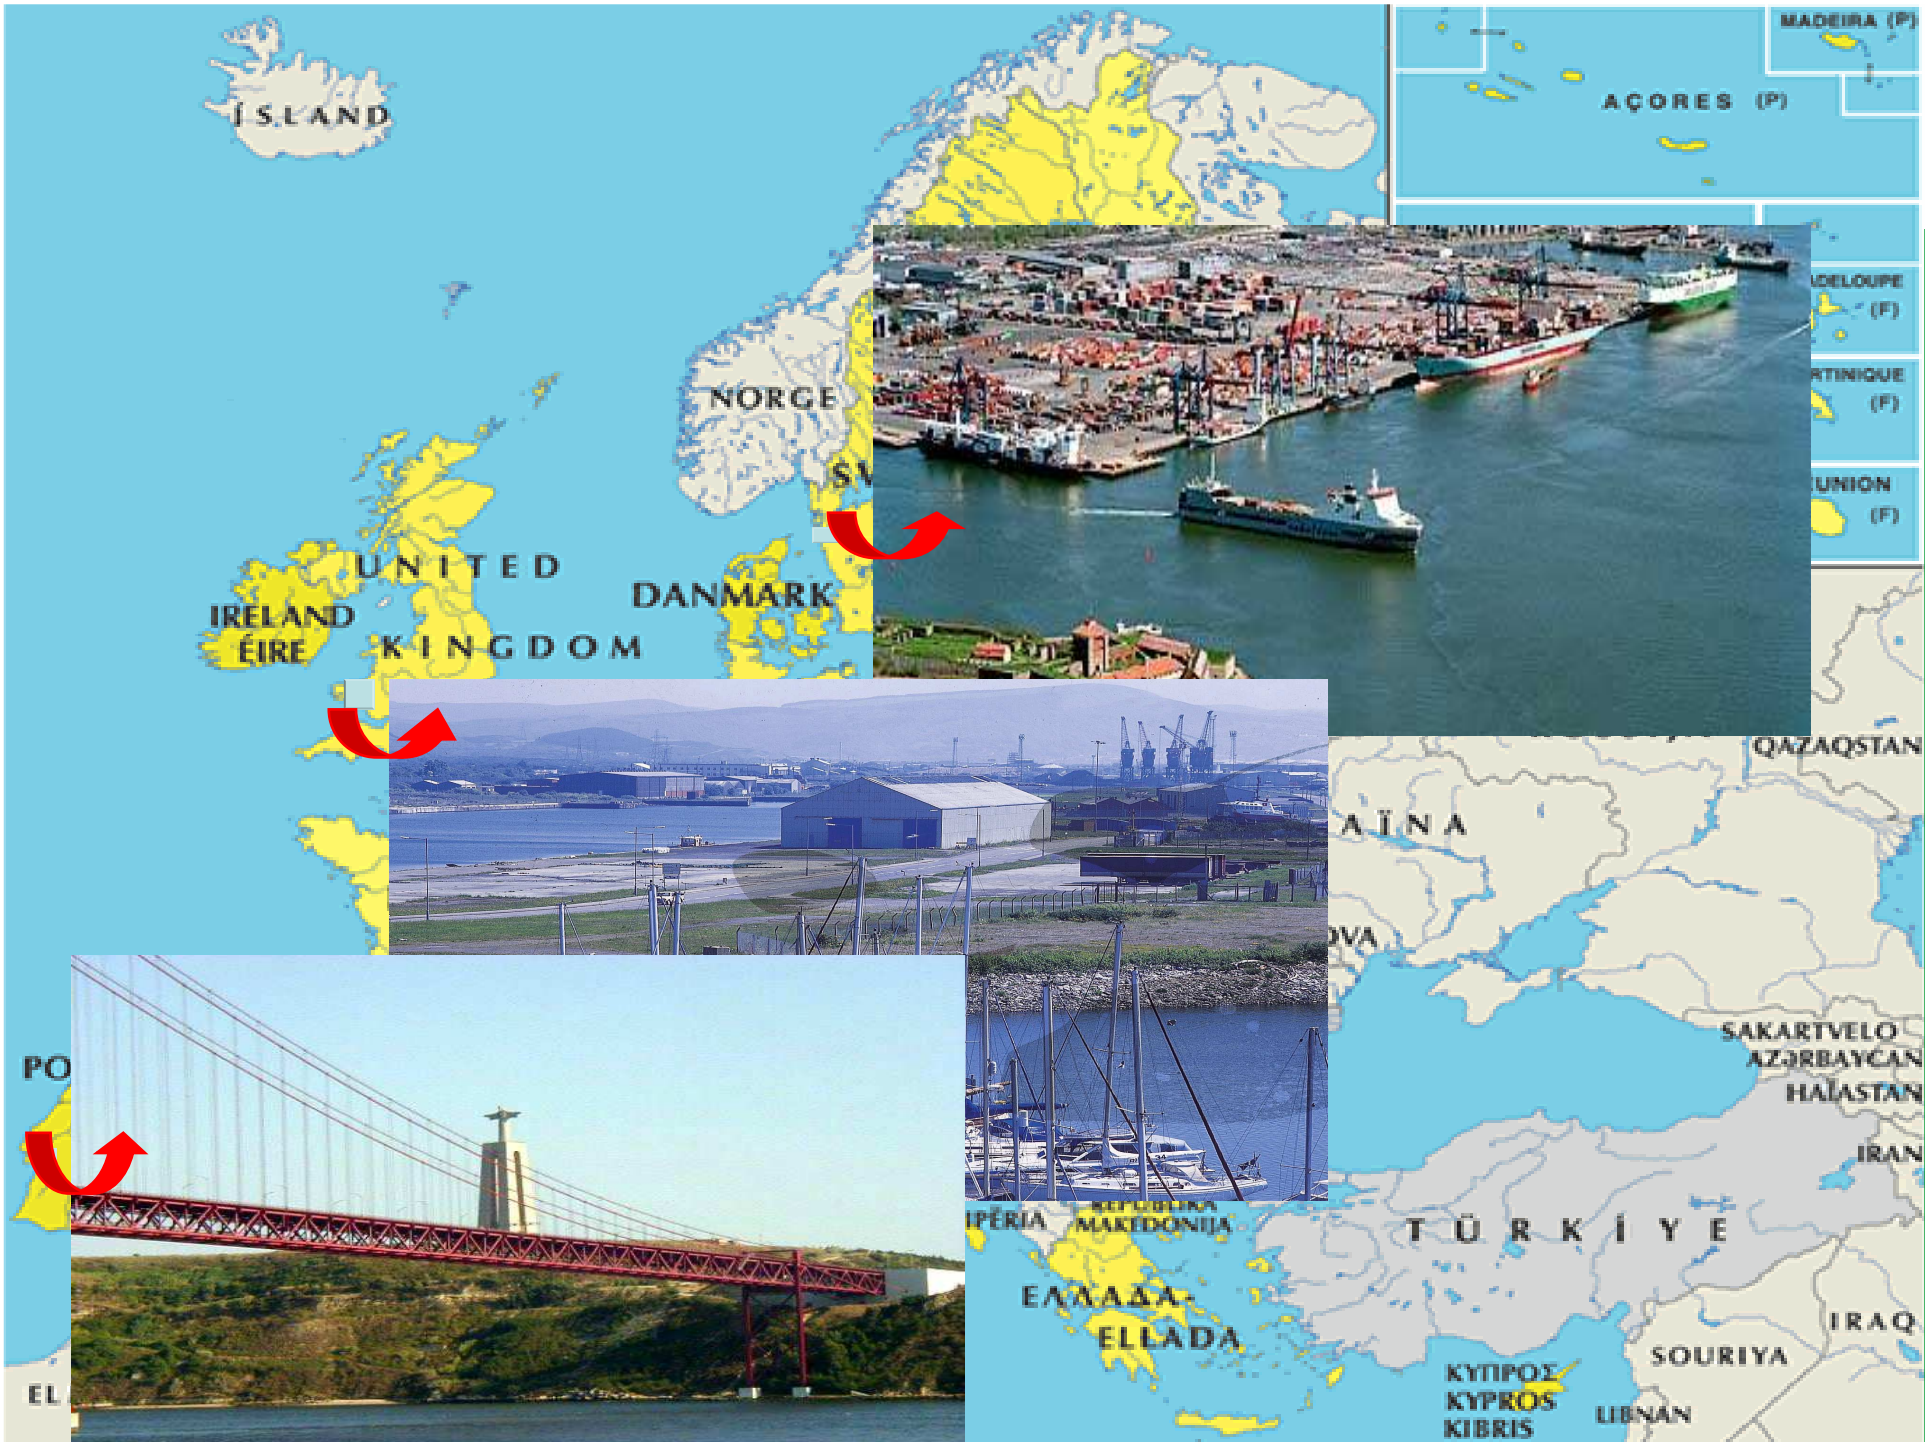 MADEIRA (P)
AÇORES (P)
ÍSLAND
(F)
NORGE
(F)
UNION
(F)
UNITED
DANMARK
IRELAND
ÉIRE
KINGDOM
QAZAQSTAN
SAKARTVELO
AZƏRBAYCAN
HAÏASTAN
PO
IRAN
MAKEDONIJA
TÜRKİYE
ΕΛΛΑΔΑ-
ELLADA
IRAQ
SOURIYA
ΚΥΠΡΟΣ
KYPROS
KIBRIS
LIBNAN
EL